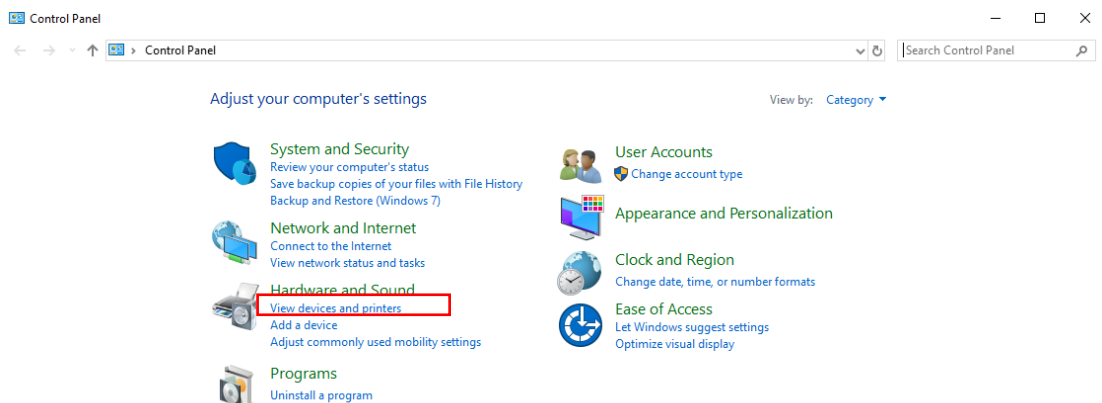 Control Panel
Control Panel
Search Control Panel
Adjust your computer's settings
View by: Category
System and Security
Review your computer's status
Save backup copies of your files with File History
Backup and Restore (Windows 7)
Network and Internet
Connect to the Internet
View network status and tasks
Hardware and Sound
View devices and printers
Add a device
Adjust commonly used mobility settings
Programs
Uninstall a program
User Accounts
Change account type
Appearance and Personalization
Clock and Region
Change date, time, or number formats
Ease of Access
Let Windows suggest settings
Optimize visual display